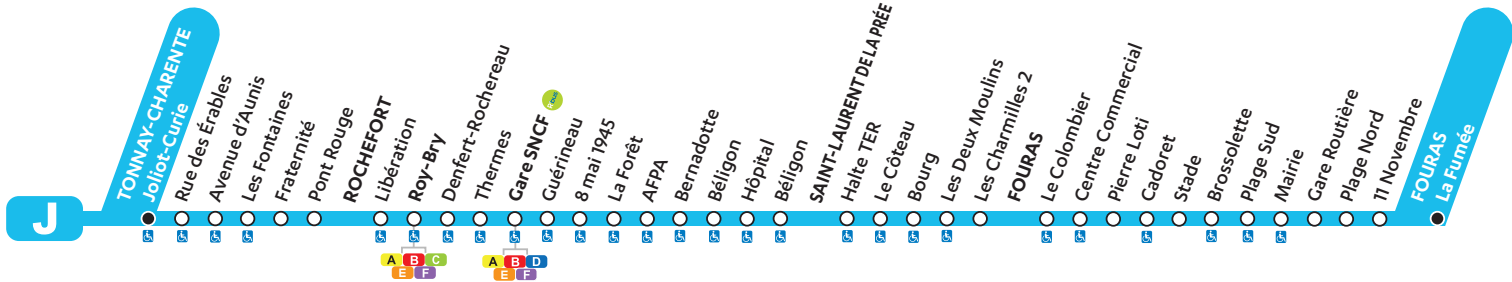 J
TONNAY-CHARENTE
Joliot-Curie
Rue des Érables
Avenue d'Aunis
Les Fontaines
Fraternité
Pont Rouge
ROCHEFORT
Libération
Roy-Bry
A B C
E F
Denfert-Rochereau
Thermes
Gare SNCF
A B D
E F
Guérineau
8 mai 1945
La Forêt
AFPA
Bernadotte
Béligon
Hôpital
Béligon
SAINT-LAURENT DE LA PRÉE
Halte TER
Le Côteau
Bourg
Les Deux Moulins
Les Charmilles 2
FOURAS
Le Colombier
Centre Commercial
Pierre Loti
Cadoret
Stade
Brossolette
Plage Sud
Mairie
Gare Routière
Plage Nord
11 Novembre
FOURAS
La Fumée